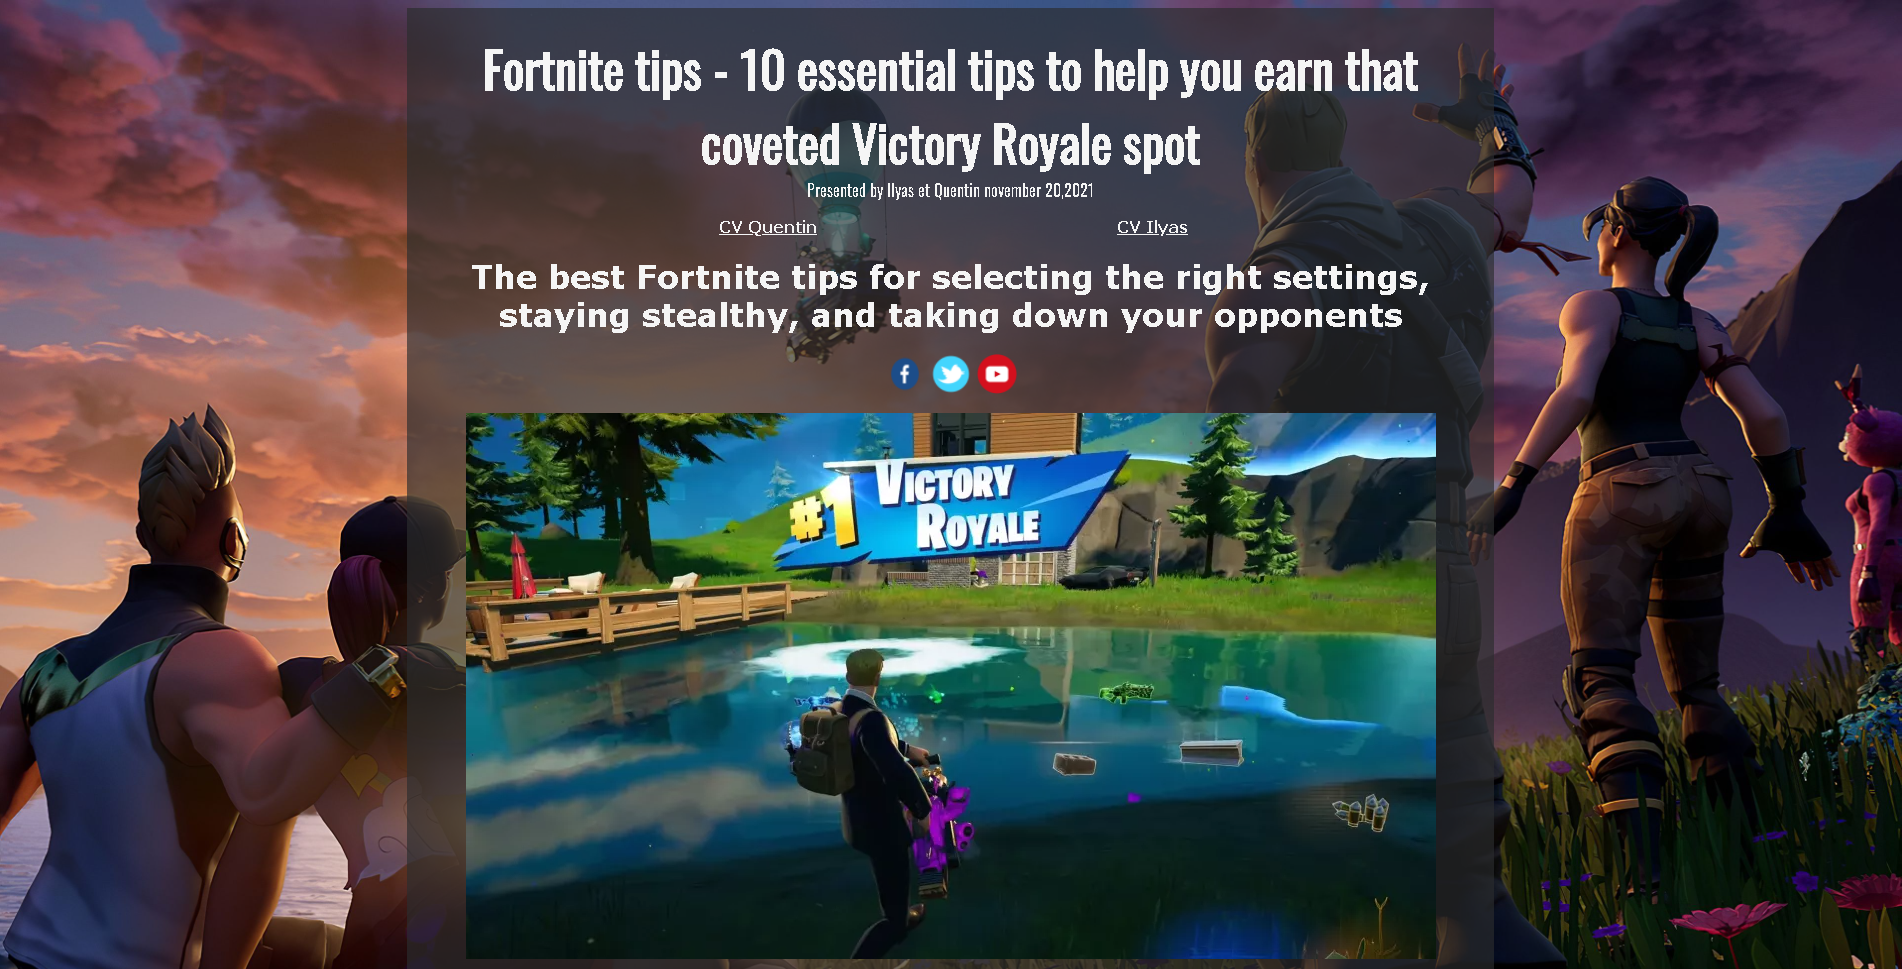 Fortnite tips - 10 essential tips to help you earn that
coveted Victory Royale spot
Presented by Ilyas et Quentin november 20,2021
CV Quentin
CV Ilyas
The best Fortnite tips for selecting the right settings,
staying stealthy, and taking down your opponents
#1 VICTORY
ROYALE